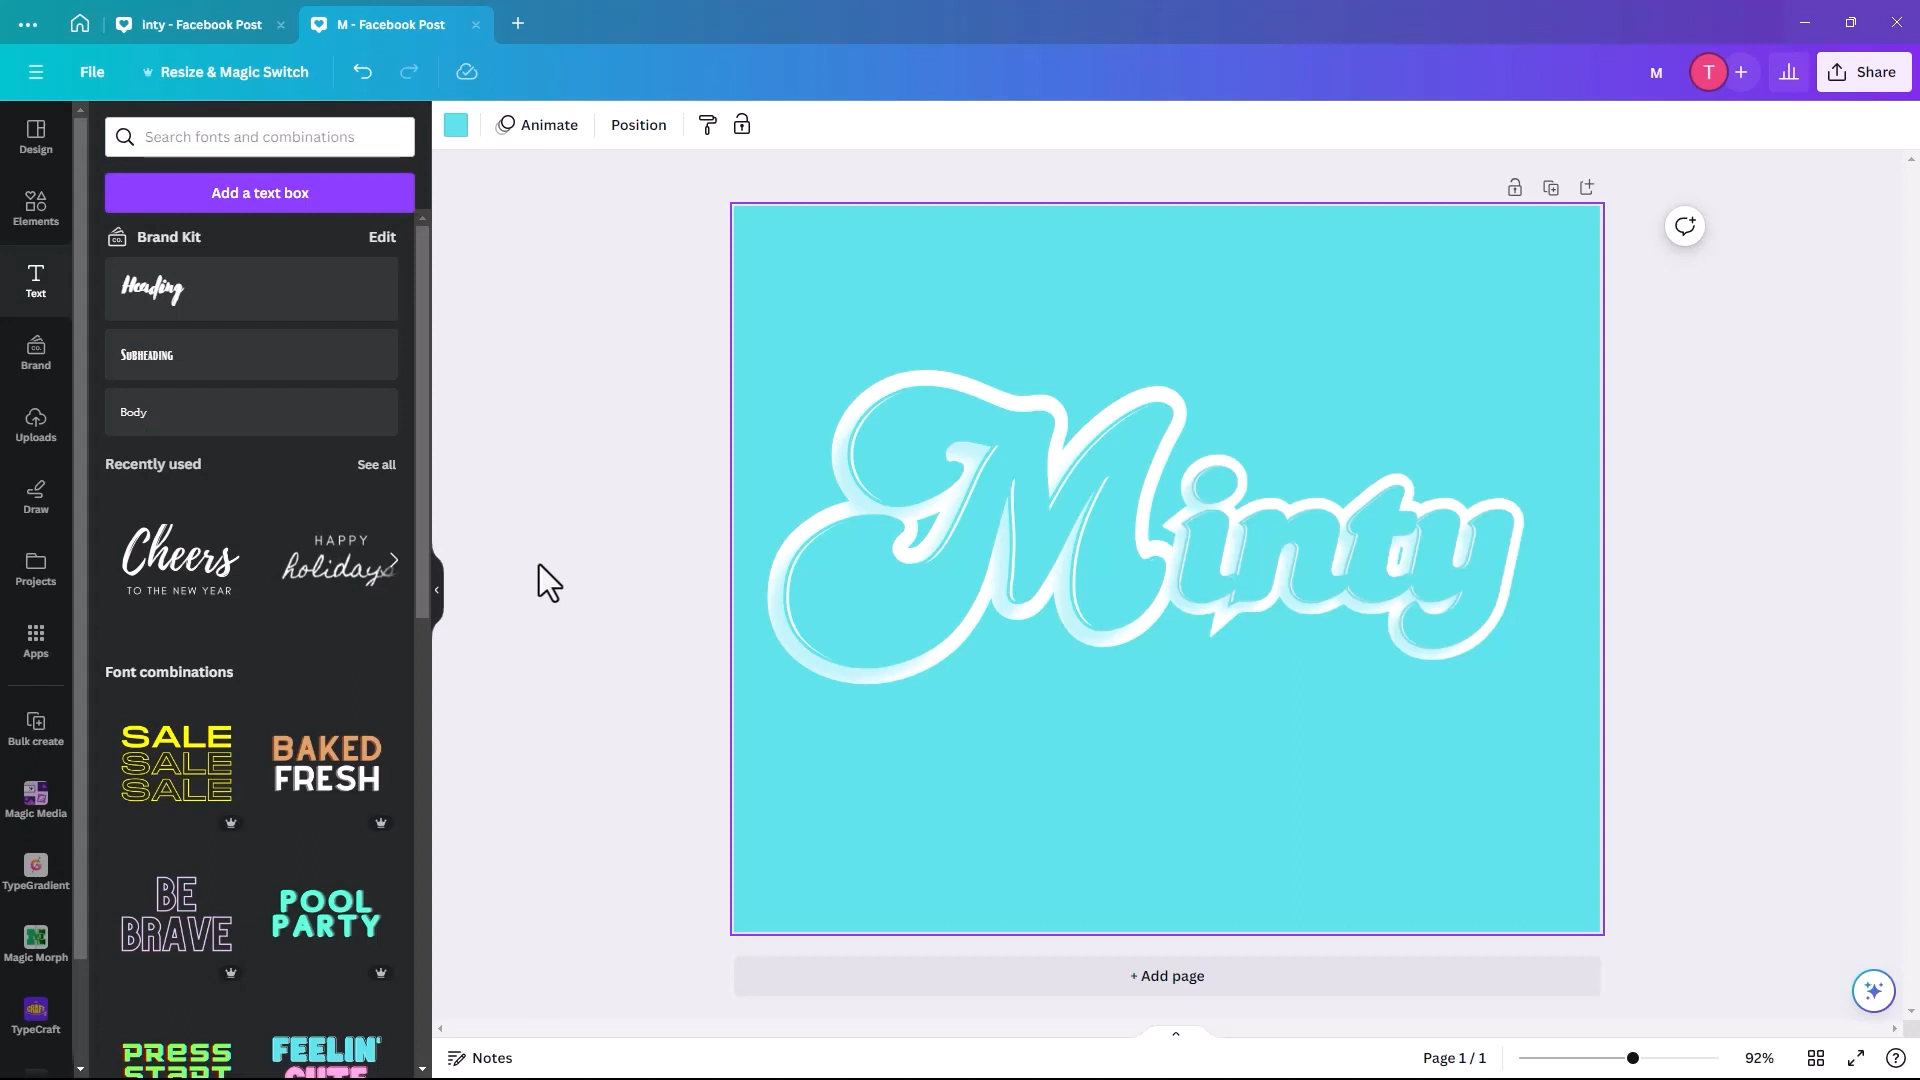 inty - Facebook Post
M - Facebook Post
File
Resize & Magic Switch
M
T
Share
Design
Elements
Text
Brand
Uploads
Draw
Projects
Apps
Bulk create
Magic Media
TypeGradient
Magic Morph
TypeCraft
Search fonts and combinations
Add a text box
CO.
Brand Kit
Edit
Heading
Subheading
Body
Recently used
See all
Cheers
TO THE NEW YEAR
HAPPY
holidays
Font combinations
SALE
SALE
SALE
BAKED
FRESH
BE
BRAVE
POOL
PARTY
PRESS
START
FEELIN'
CUTE
Animate
Position
Minty
+ Add page
Notes
Page 1 / 1
92%